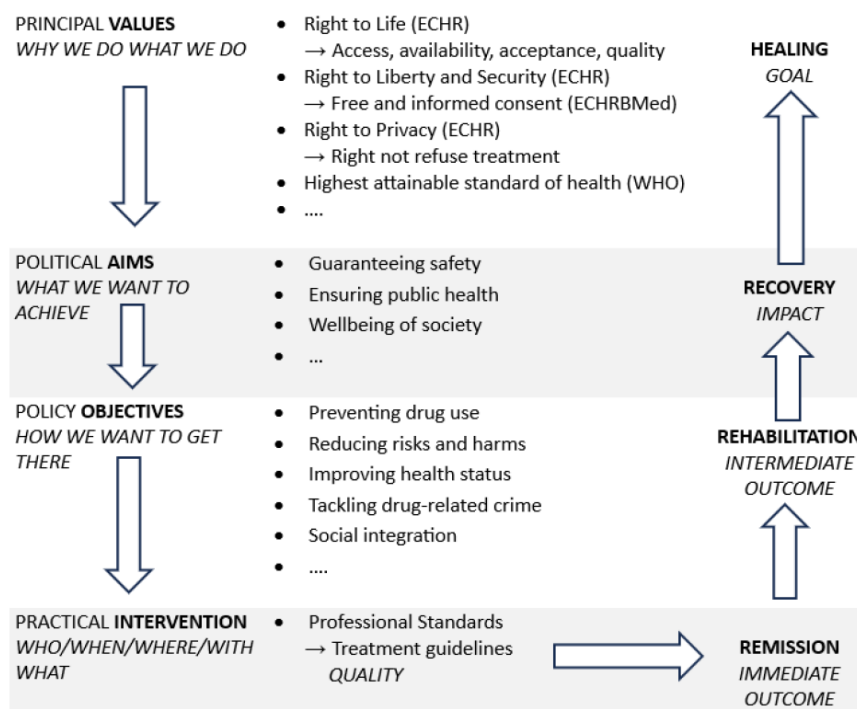 PRINCIPAL VALUES
WHY WE DO WHAT WE DO
• Right to Life (ECHR)
→ Access, availability, acceptance, quality
• Right to Liberty and Security (ECHR)
→ Free and informed consent (ECHRBMed)
• Right to Privacy (ECHR)
→ Right not refuse treatment
• Highest attainable standard of health (WHO)
• ....
HEALING
GOAL
POLITICAL AIMS
WHAT WE WANT TO
ACHIEVE
• Guaranteeing safety
• Ensuring public health
• Wellbeing of society
• ...
RECOVERY
IMPACT
POLICY OBJECTIVES
HOW WE WANT TO GET
THERE
• Preventing drug use
• Reducing risks and harms
• Improving health status
• Tackling drug-related crime
• Social integration
• ....
REHABILITATION
INTERMEDIATE
OUTCOME
PRACTICAL INTERVENTION
WHO/WHEN/WHERE/WITH
WHAT
• Professional Standards
→ Treatment guidelines
QUALITY
REMISSION
IMMEDIATE
OUTCOME